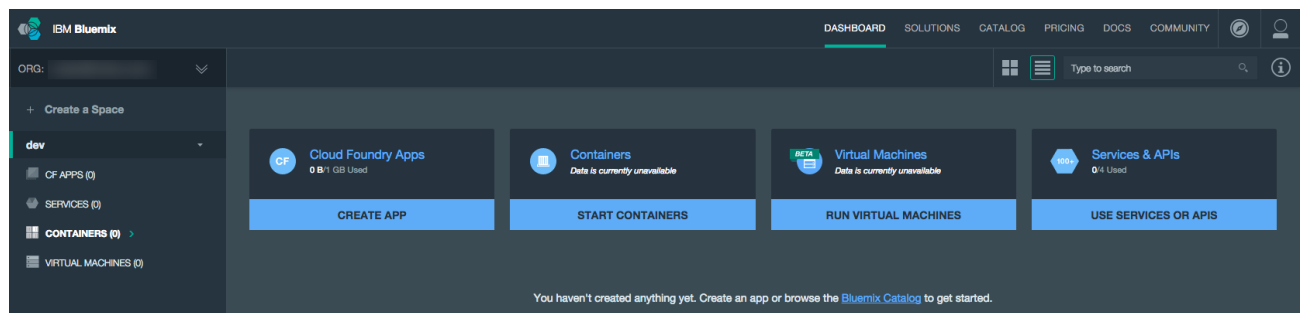 IBM Bluemix
DASHBOARD SOLUTIONS CATALOG PRICING DOCS COMMUNITY
ORG:
Type to search
+ Create a Space
dev
CF APPS (0)
SERVICES (0)
CONTAINERS (0) >
VIRTUAL MACHINES (0)
CF
Cloud Foundry Apps
0 B/1 GB Used
CREATE APP
Containers
Data is currently unavailable
START CONTAINERS
BETA
Virtual Machines
Data is currently unavailable
RUN VIRTUAL MACHINES
100+
Services & APIs
0/4 Used
USE SERVICES OR APIS
You haven't created anything yet. Create an app or browse the Bluemix Catalog to get started.